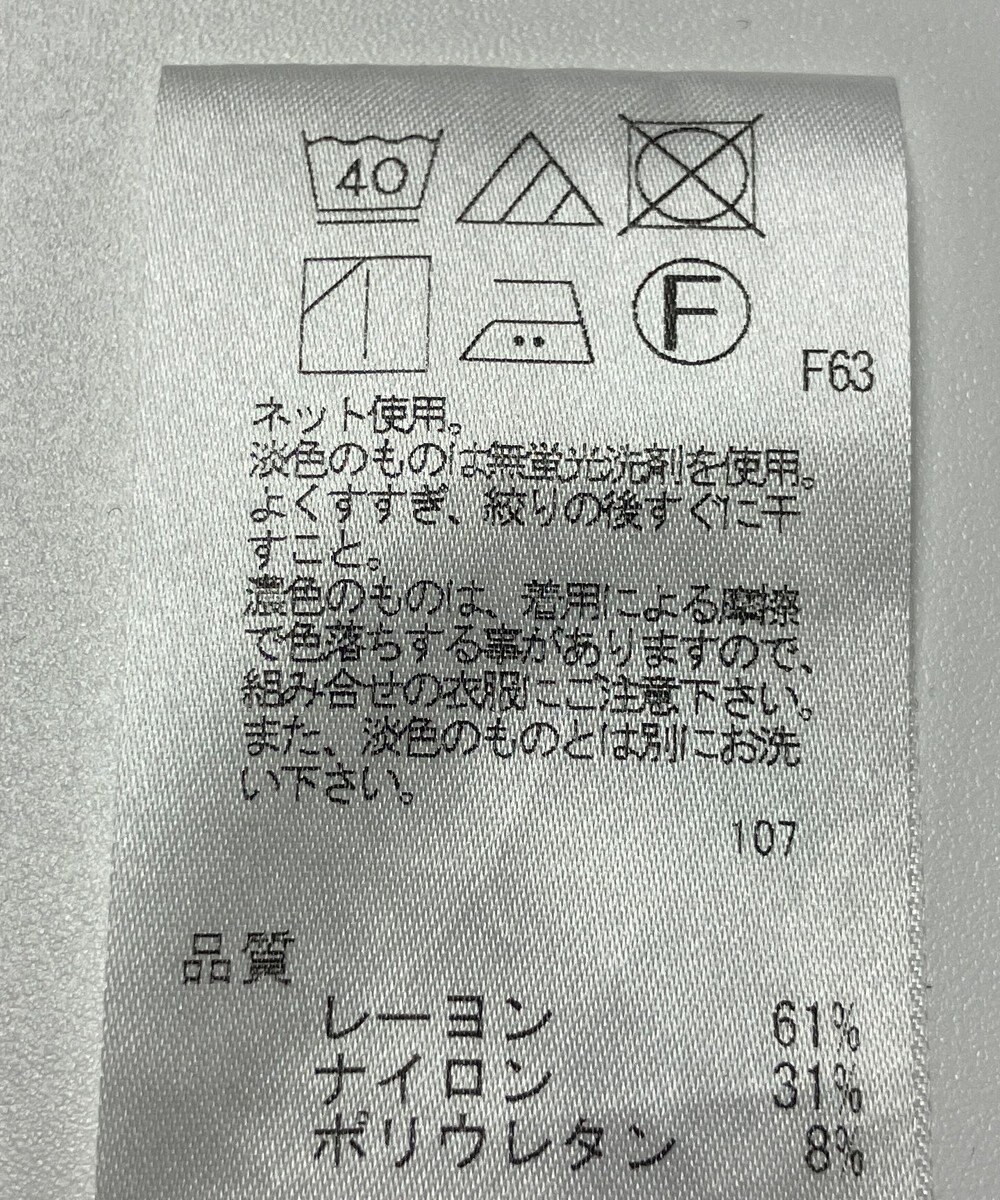 40
F
F63
ネット使用。
淡色のものは無蛍光洗剤を使用。
よくすすぎ、絞りの後すぐに干
すこと。
濃色のものは、着用による摩擦
で色落ちする事がありますので、
組み合せの衣服にご注意下さい。
また、淡色のものとは別にお洗
い下さい。
107
品質
レーヨン 61%
ナイロン 31%
ポリウレタン 8%